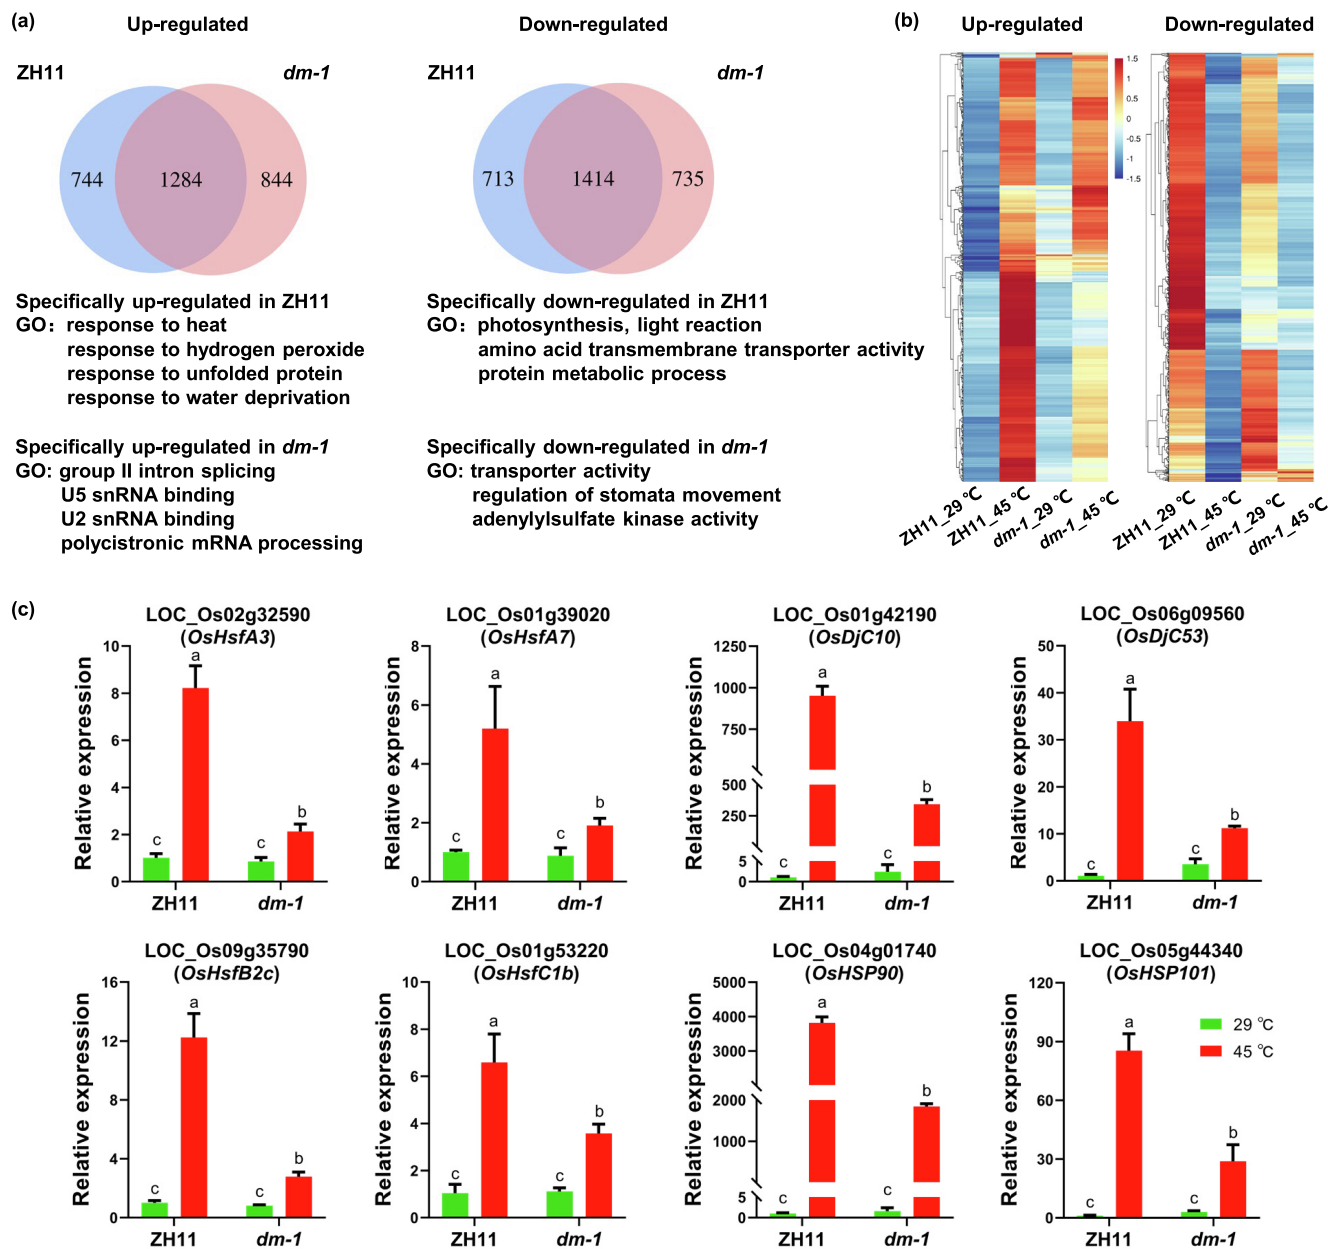 (a)
Up-regulated
Down-regulated
ZH11
dm-1
ZH11
dm-1
744
1284
844
713
1414
735
Specifically up-regulated in ZH11
GO: response to heat
response to hydrogen peroxide
response to unfolded protein
response to water deprivation
Specifically down-regulated in ZH11
GO: photosynthesis, light reaction
amino acid transmembrane transporter activity
protein metabolic process
Specifically up-regulated in dm-1
GO: group II intron splicing
U5 snRNA binding
U2 snRNA binding
polycistronic mRNA processing
Specifically down-regulated in dm-1
GO: transporter activity
regulation of stomata movement
adenylylsulfate kinase activity
(b)
Up-regulated
Down-regulated
1.5
1
0.5
0
-0.5
-1
-1.5
ZH11_29 ℃
ZH11_45 ℃
dm-1_29 ℃
dm-1_45 ℃
ZH11_29 ℃
ZH11_45 ℃
dm-1_29 ℃
dm-1_45 ℃
(c)
LOC_Os02g32590
(OsHsfA3)
Relative expression
10
8
6
4
2
0
c
a
c
b
ZH11
dm-1
LOC_Os01g39020
(OsHsfA7)
Relative expression
8
6
4
2
0
c
a
c
b
ZH11
dm-1
LOC_Os01g42190
(OsDjC10)
Relative expression
1250
1000
750
500
250
5
0
c
a
c
b
ZH11
dm-1
LOC_Os06g09560
(OsDjC53)
Relative expression
50
40
30
20
10
0
c
a
c
b
ZH11
dm-1
LOC_Os09g35790
(OsHsfB2c)
Relative expression
16
12
8
4
0
c
a
c
b
ZH11
dm-1
LOC_Os01g53220
(OsHsfC1b)
Relative expression
10
8
6
4
2
0
c
a
c
b
ZH11
dm-1
LOC_Os04g01740
(OsHSP90)
Relative expression
5000
4000
3000
2000
1000
5
0
c
a
c
b
ZH11
dm-1
LOC_Os05g44340
(OsHSP101)
Relative expression
120
90
60
30
0
c
a
c
b
ZH11
dm-1
29 ℃
45 ℃